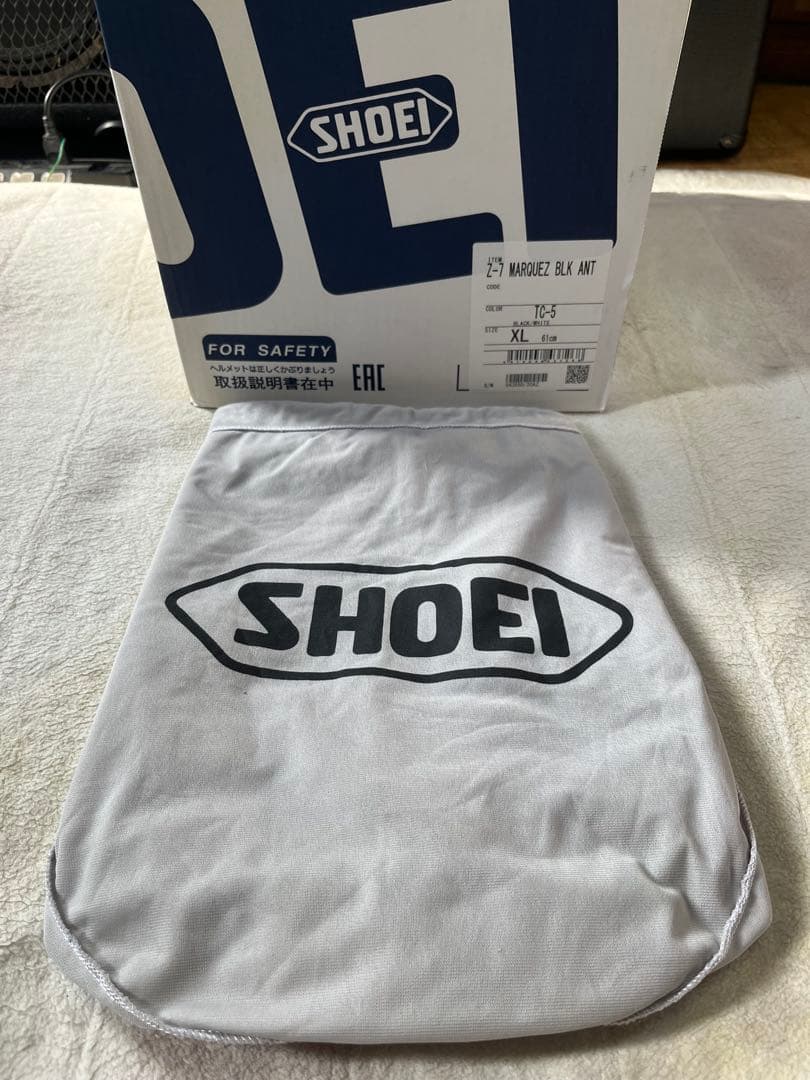 OEI
SHOEI
ITEM
Z-7 MARQUEZ BLK ANT
CODE
COLOR
TC-5
BLACK/WHITE
SIZE
XL 61cm
S/N
FOR SAFETY
ヘルメットは正しくかぶりましょう
取扱説明書在中
EAC
SHOEI